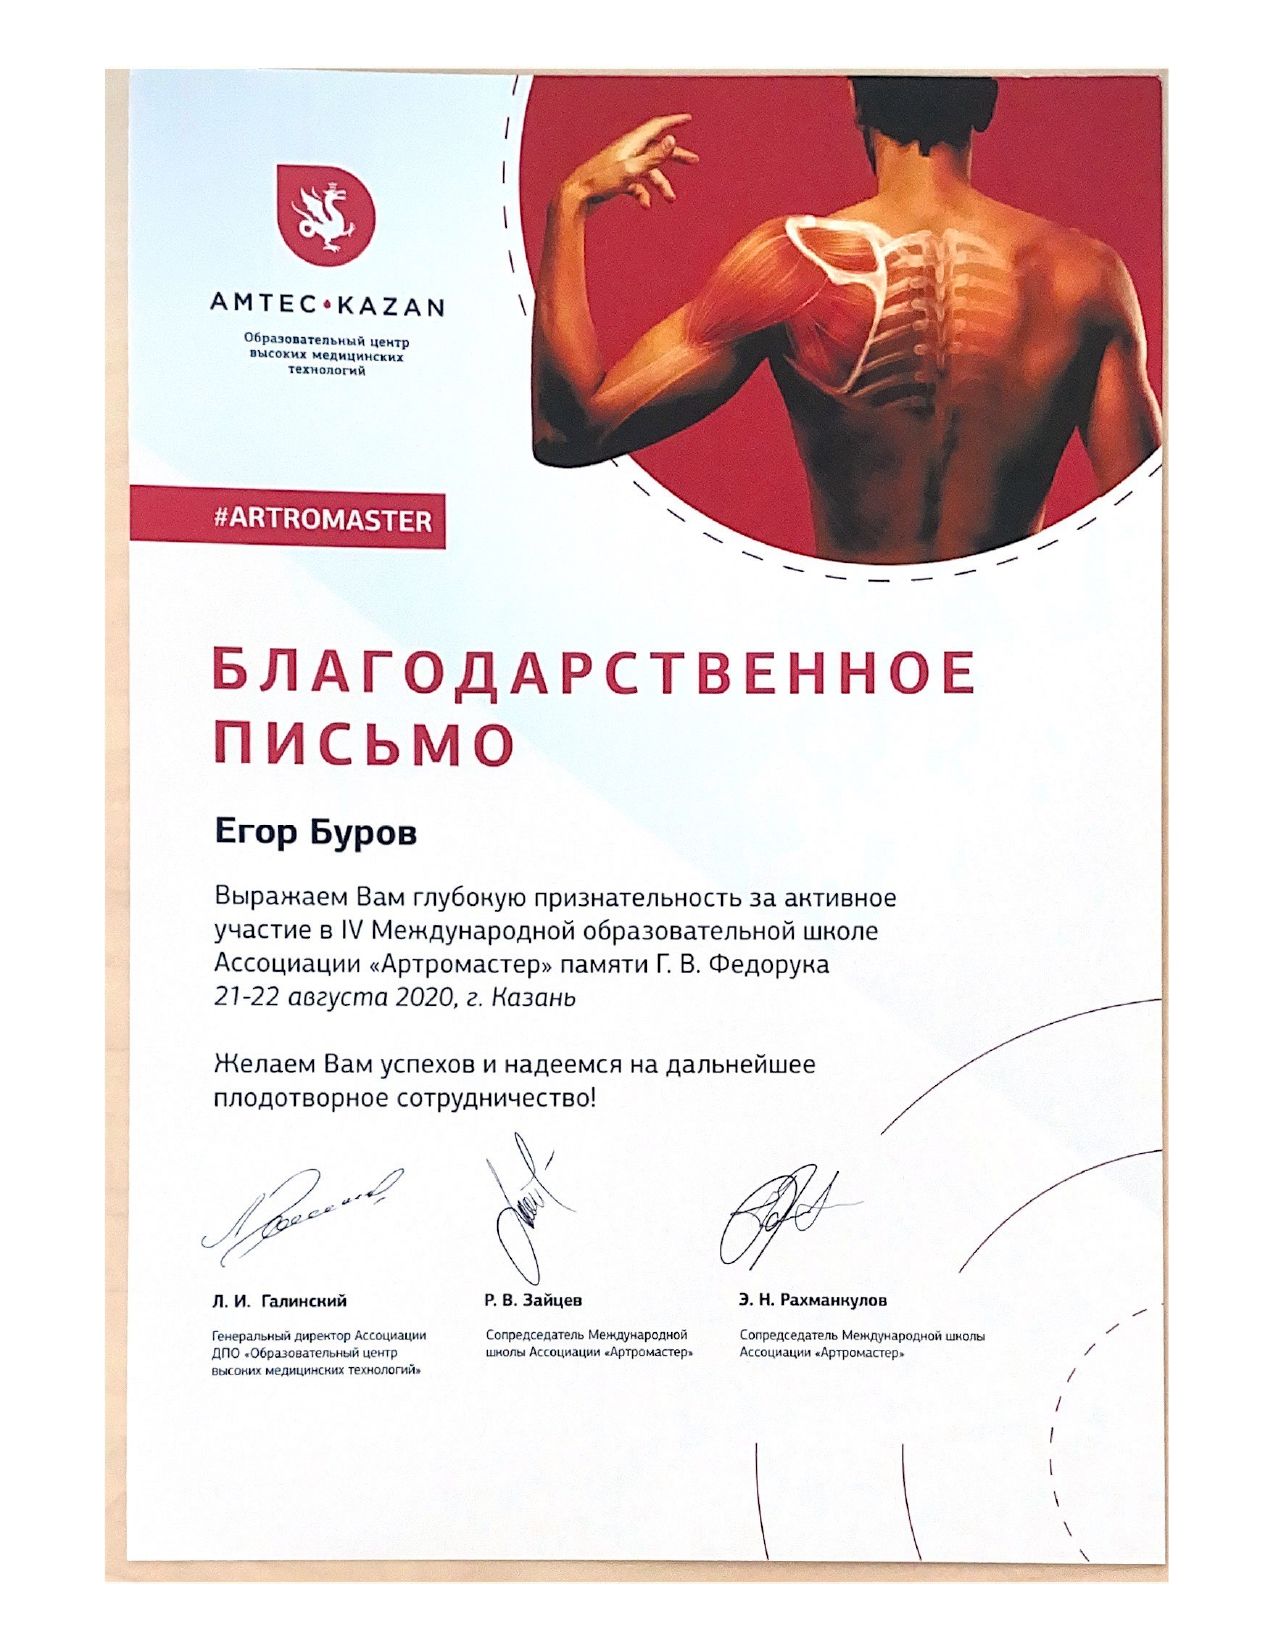 AMTEC•KAZAN
Образовательный центр
высоких медицинских
технологий
#ARTROMASTER
БЛАГОДАРСТВЕННОЕ
ПИСЬМО
Егор Буров
Выражаем Вам глубокую признательность за активное
участие в IV Международной образовательной школе
Ассоциации «Артромастер» памяти Г. В. Федорука
21-22 августа 2020, г. Казань
Желаем Вам успехов и надеемся на дальнейшее
плодотворное сотрудничество!
Л. И. Галинский
Генеральный директор Ассоциации
ДПО «Образовательный центр
высоких медицинских технологий»
Р. В. Зайцев
Сопредседатель Международной
школы Ассоциации «Артромастер»
Э. Н. Рахманкулов
Сопредседатель Международной школы
Ассоциации «Артромастер»